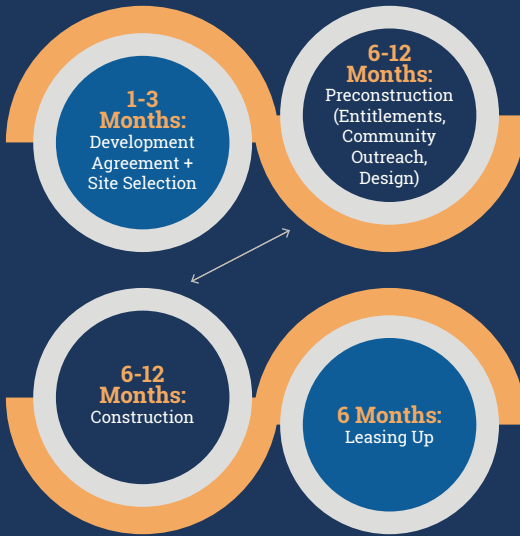 1-3
Months:
Development
Agreement +
Site Selection
6-12
Months:
Preconstruction
(Entitlements,
Community
Outreach,
Design)
6-12
Months:
Construction
6 Months:
Leasing Up